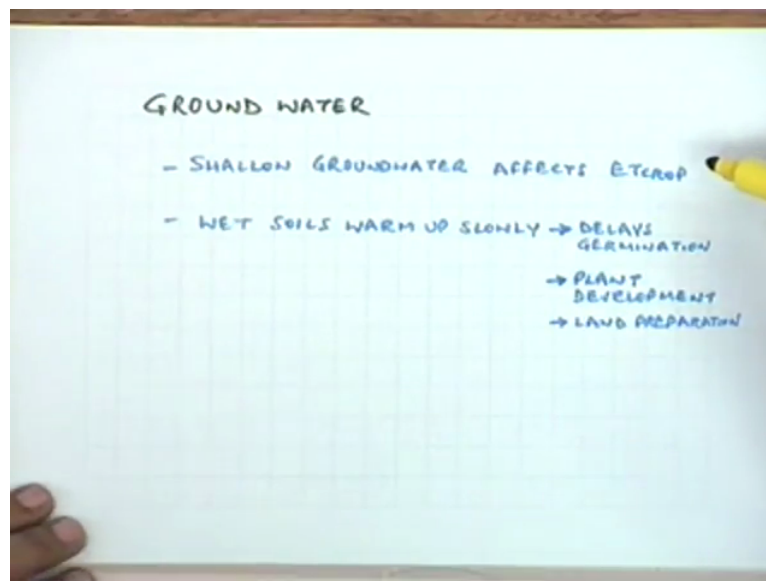 GROUND WATER
- SHALLOW GROUNDWATER AFFECTS ETCROP
- WET SOILS WARM UP SLOWLY → DELAYS
GERMINATION
→ PLANT
DEVELOPMENT
→ LAND PREPARATION